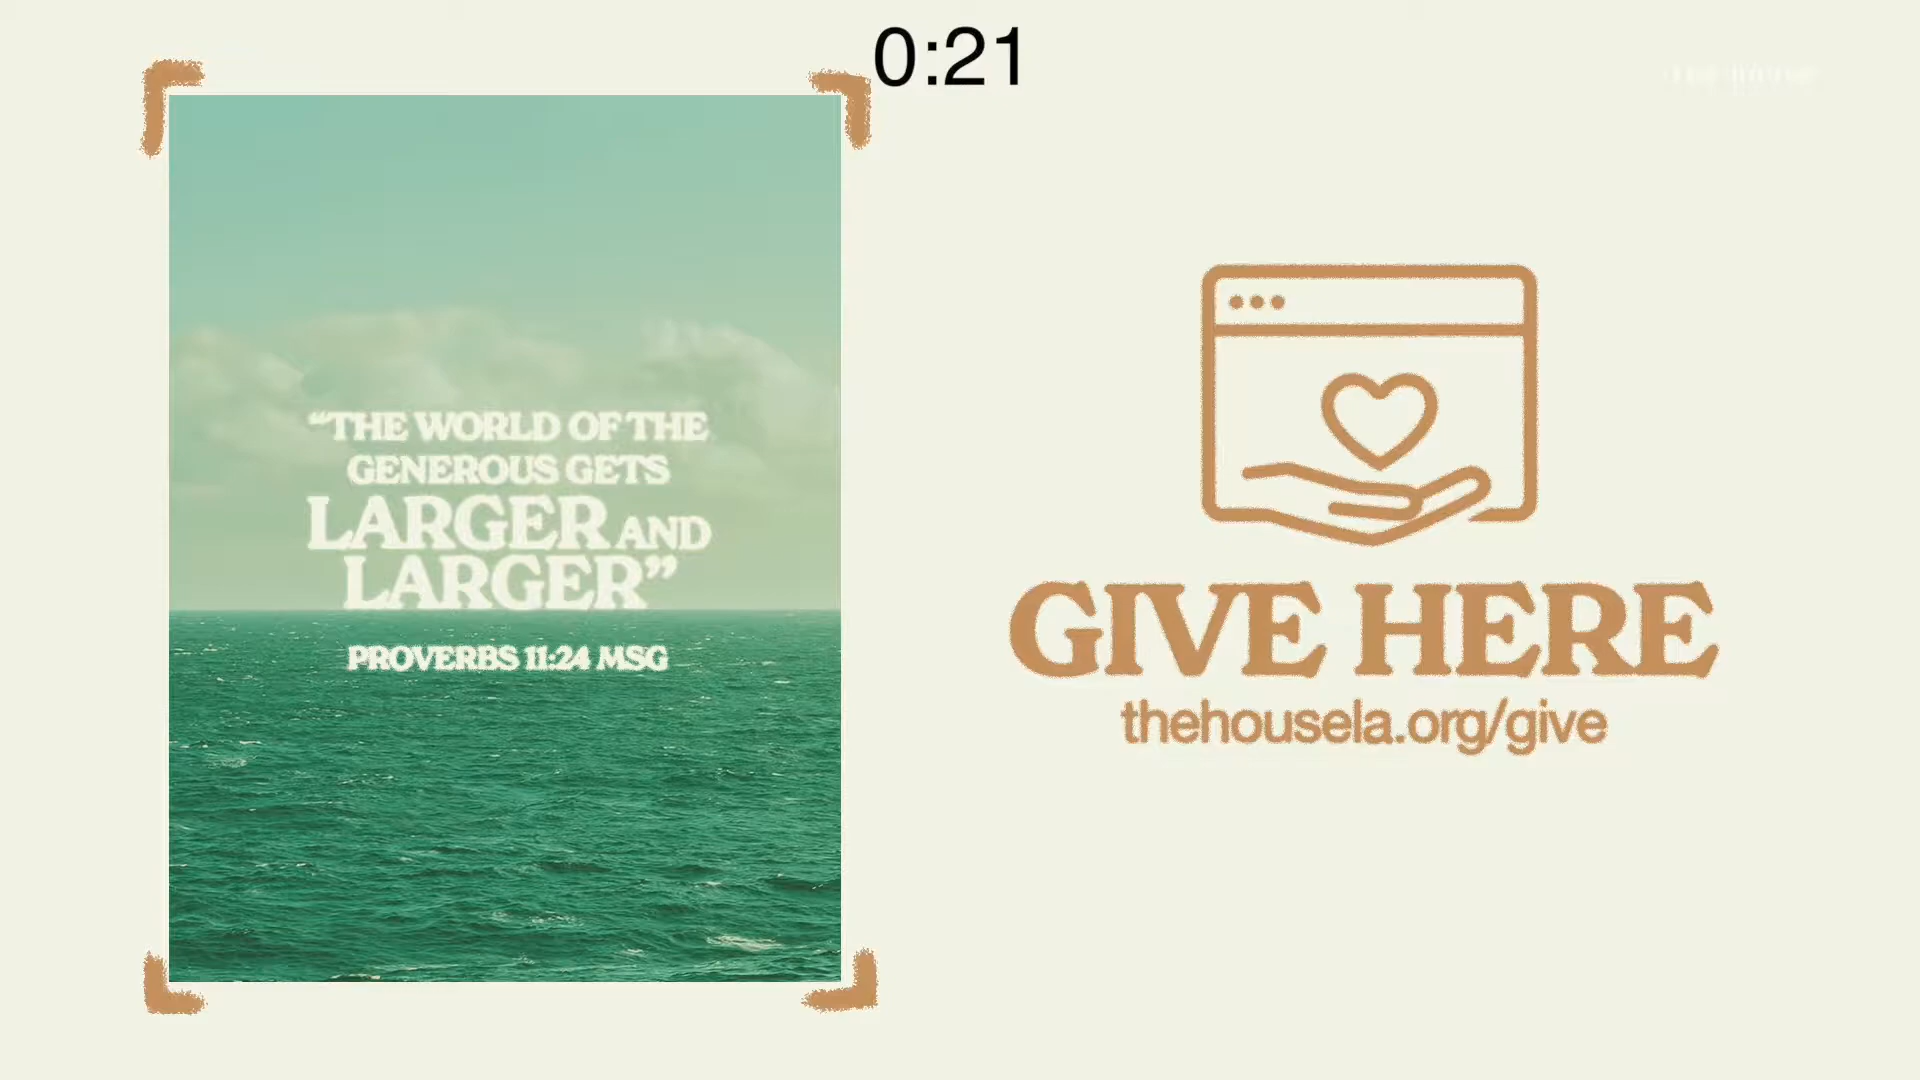 0:21
“THE WORLD OF THE
GENEROUS GETS
LARGER AND
LARGER”
PROVERBS 11:24 MSG
GIVE HERE
thehousela.org/give